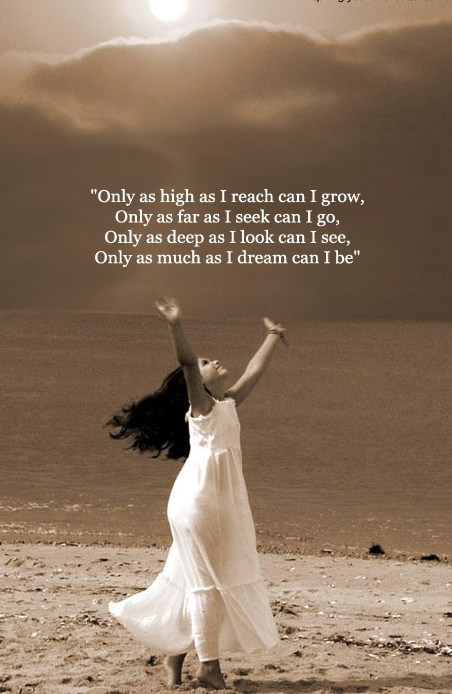 "Only as high as I reach can I grow,
Only as far as I seek can I go,
Only as deep as I look can I see,
Only as much as I dream can I be"